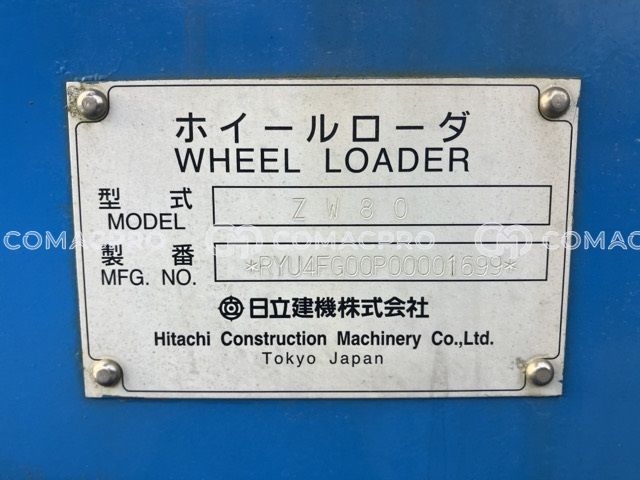 ホイールローダ
WHEEL LOADER
型式 ZW80
MODEL
製番 *RYU4FG00P00001699*
MFG. NO.
日立建機株式会社
Hitachi Construction Machinery Co.,Ltd.
Tokyo Japan
COMACPRO COMACPRO COMACPRO